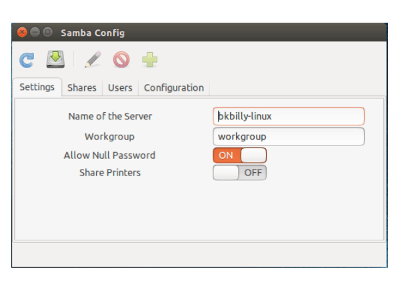 Samba Config
Settings Shares Users Configuration
Name of the Server bkbilly-linux
Workgroup workgroup
Allow Null Password ON
Share Printers OFF